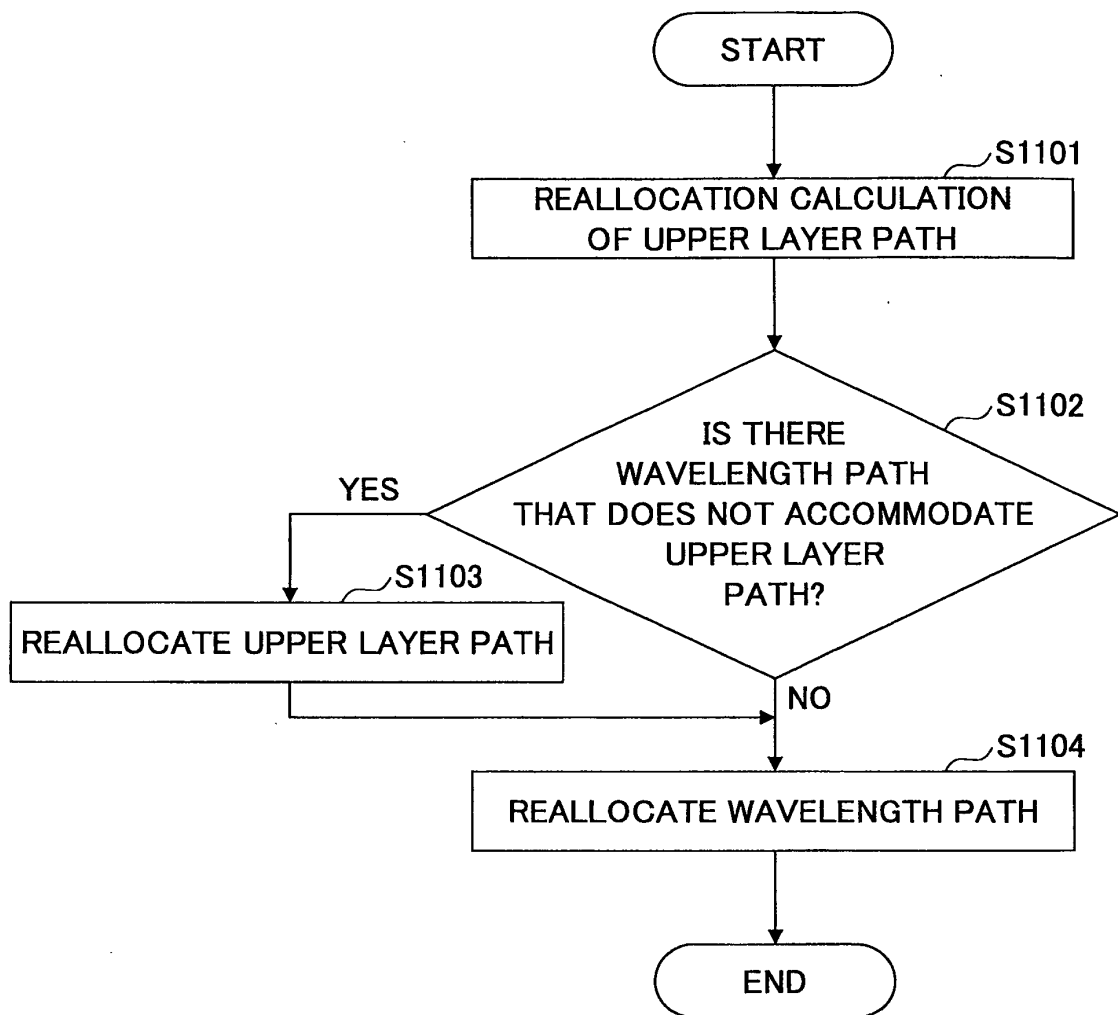 START
S1101
REALLOCATION CALCULATION
OF UPPER LAYER PATH
S1102
IS THERE
WAVELENGTH PATH
THAT DOES NOT ACCOMMODATE
UPPER LAYER
PATH?
YES
S1103
REALLOCATE UPPER LAYER PATH
NO
S1104
REALLOCATE WAVELENGTH PATH
END